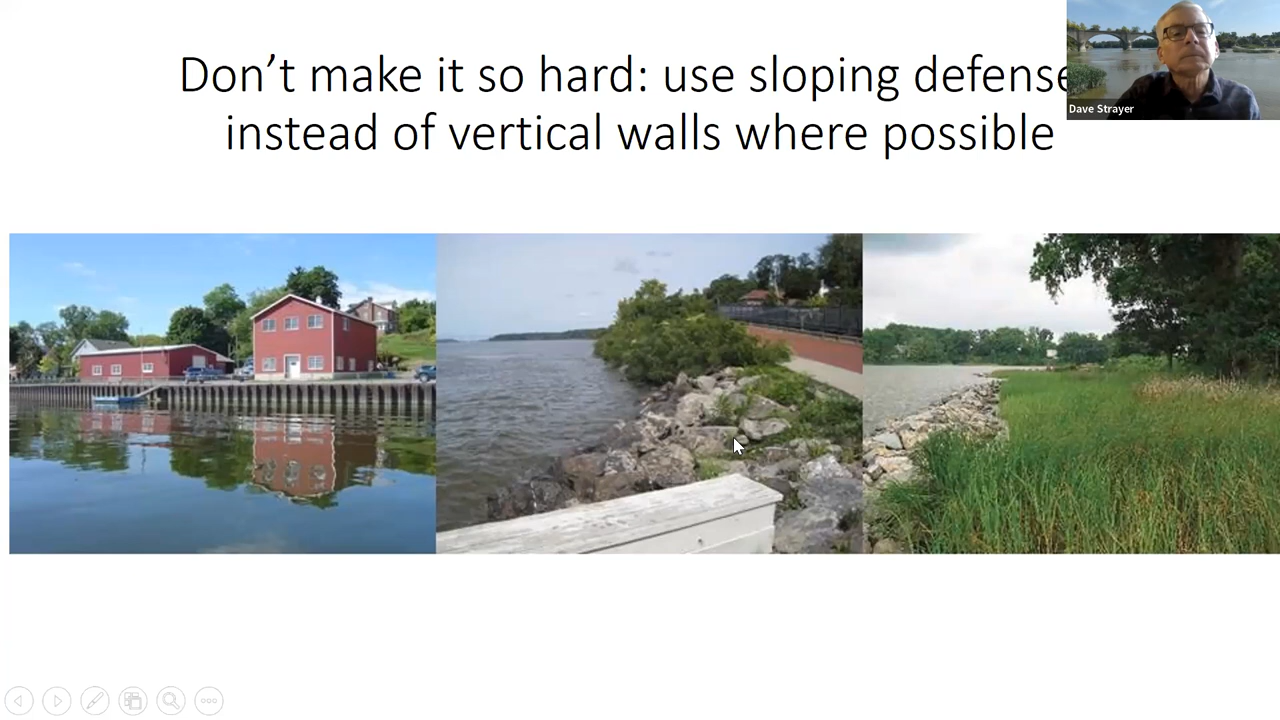 Don't make it so hard: use sloping defense
instead of vertical walls where possible
Dave Strayer